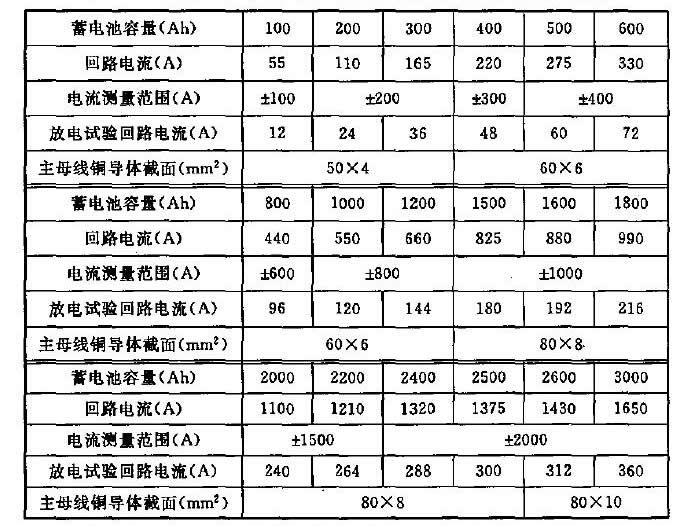 蓄电池容量(Ah) 100 200 300 400 500 600
回路电流(A) 55 110 165 220 275 330
电流测量范围(A) ±100 ±200 ±300 ±400
放电试验回路电流(A) 12 24 36 48 60 72
主母线铜导体截面(mm²) 50×4 60×6
蓄电池容量(Ah) 800 1000 1200 1500 1600 1800
回路电流(A) 440 550 660 825 880 990
电流测量范围(A) ±600 ±800 ±1000
放电试验回路电流(A) 96 120 144 180 192 216
主母线铜导体截面(mm²) 60×6 80×8
蓄电池容量(Ah) 2000 2200 2400 2500 2600 3000
回路电流(A) 1100 1210 1320 1375 1430 1650
电流测量范围(A) ±1500 ±2000
放电试验回路电流(A) 240 264 288 300 312 360
主母线铜导体截面(mm²) 80×8 80×10